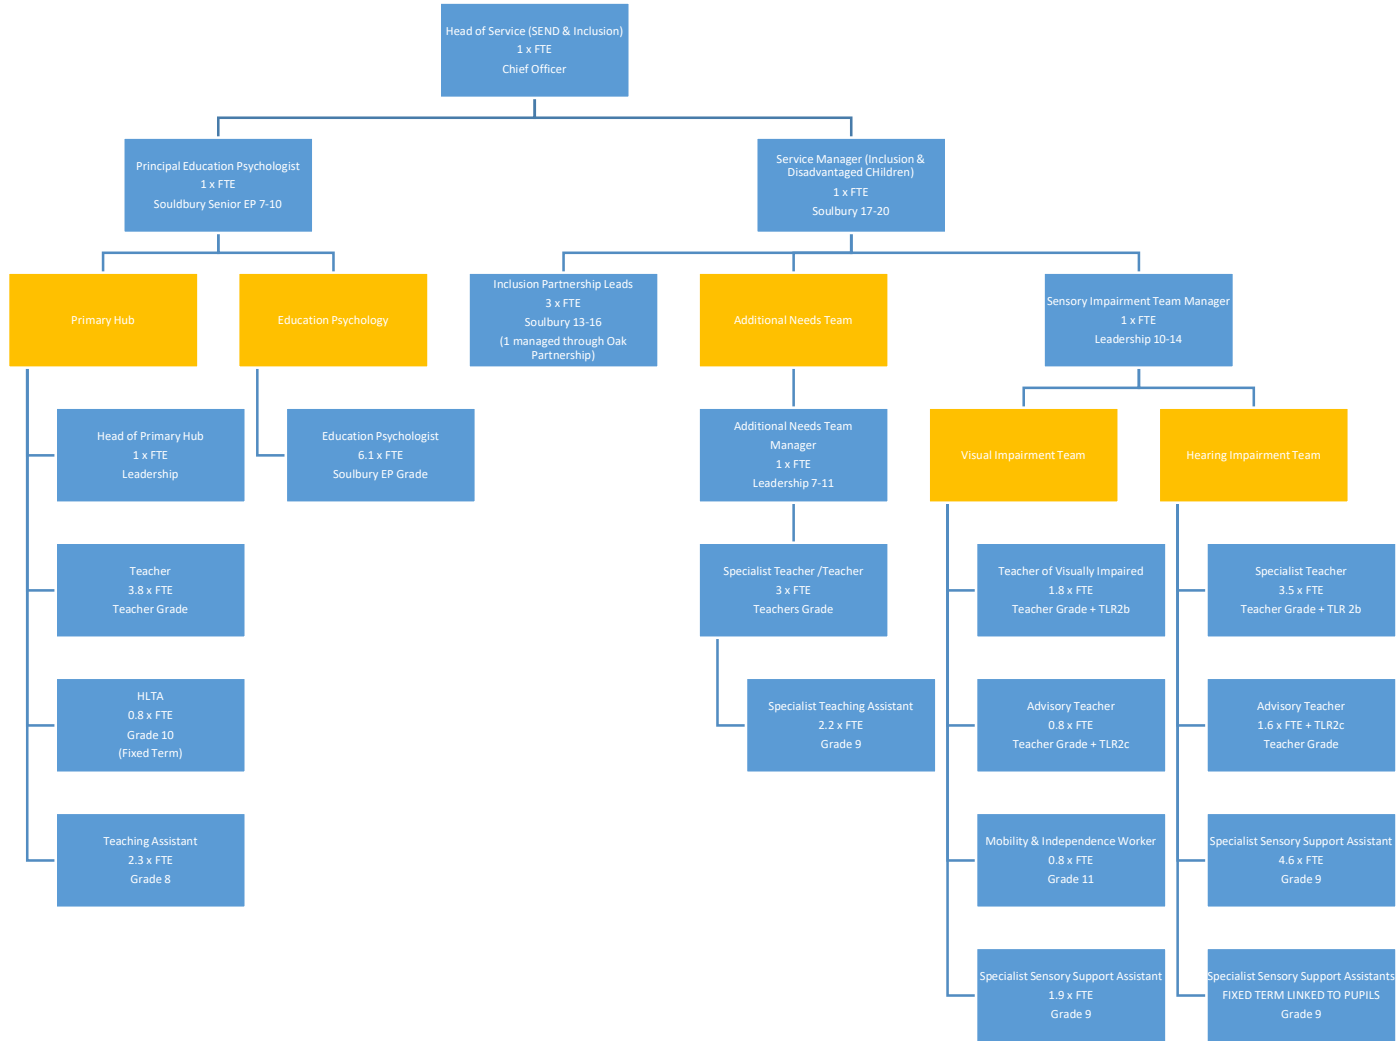 Head of Service (SEND & Inclusion)
1 x FTE
Chief Officer
Principal Education Psychologist
1 x FTE
Souldbury Senior EP 7-10
Service Manager (Inclusion &
Disadvantaged CHildren)
1 x FTE
Soulbury 17-20
Primary Hub
Education Psychology
Inclusion Partnership Leads
3 x FTE
Soulbury 13-16
(1 managed through Oak
Partnership)
Additional Needs Team
Sensory Impairment Team Manager
1 x FTE
Leadership 10-14
Head of Primary Hub
1 x FTE
Leadership
Education Psychologist
6.1 x FTE
Soulbury EP Grade
Additional Needs Team
Manager
1 x FTE
Leadership 7-11
Visual Impairment Team
Hearing Impairment Team
Teacher
3.8 x FTE
Teacher Grade
Specialist Teacher /Teacher
3 x FTE
Teachers Grade
Teacher of Visually Impaired
1.8 x FTE
Teacher Grade + TLR2b
Specialist Teacher
3.5 x FTE
Teacher Grade + TLR 2b
HLTA
0.8 x FTE
Grade 10
(Fixed Term)
Specialist Teaching Assistant
2.2 x FTE
Grade 9
Advisory Teacher
0.8 x FTE
Teacher Grade + TLR2c
Advisory Teacher
1.6 x FTE + TLR2c
Teacher Grade
Teaching Assistant
2.3 x FTE
Grade 8
Mobility & Independence Worker
0.8 x FTE
Grade 11
Specialist Sensory Support Assistant
4.6 x FTE
Grade 9
Specialist Sensory Support Assistant
1.9 x FTE
Grade 9
Specialist Sensory Support Assistants
FIXED TERM LINKED TO PUPILS
Grade 9